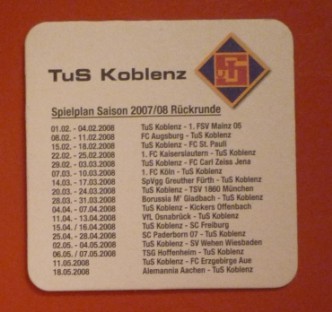 TuS Koblenz
Spielplan Saison 2007/08 Rückrunde
01.02. - 04.02.2008 TuS Koblenz - 1. FSV Mainz 05
08.02. - 11.02.2008 FC Augsburg - TuS Koblenz
15.02. - 18.02.2008 TuS Koblenz - FC St. Pauli
22.02. - 25.02.2008 1. FC Kaiserslautern - TuS Koblenz
29.02. - 03.03.2008 TuS Koblenz - FC Carl Zeiss Jena
07.03. - 10.03.2008 1. FC Köln - TuS Koblenz
14.03. - 17.03.2008 SpVgg Greuther Fürth - TuS Koblenz
20.03. - 24.03.2008 TuS Koblenz - TSV 1860 München
28.03. - 31.03.2008 Borussia M' Gladbach - TuS Koblenz
04.04. - 07.04.2008 TuS Koblenz - Kickers Offenbach
11.04. - 13.04.2008 VfL Osnabrück - TuS Koblenz
15.04. / 16.04.2008 TuS Koblenz - SC Freiburg
25.04. - 28.04.2008 SC Paderborn 07 - TuS Koblenz
02.05. - 04.05.2008 TuS Koblenz - SV Wehen Wiesbaden
06.05. / 07.05.2008 TSG Hoffenheim - TuS Koblenz
11.05.2008 TuS Koblenz - FC Erzgebirge Aue
18.05.2008 Alemannia Aachen - TuS Koblenz